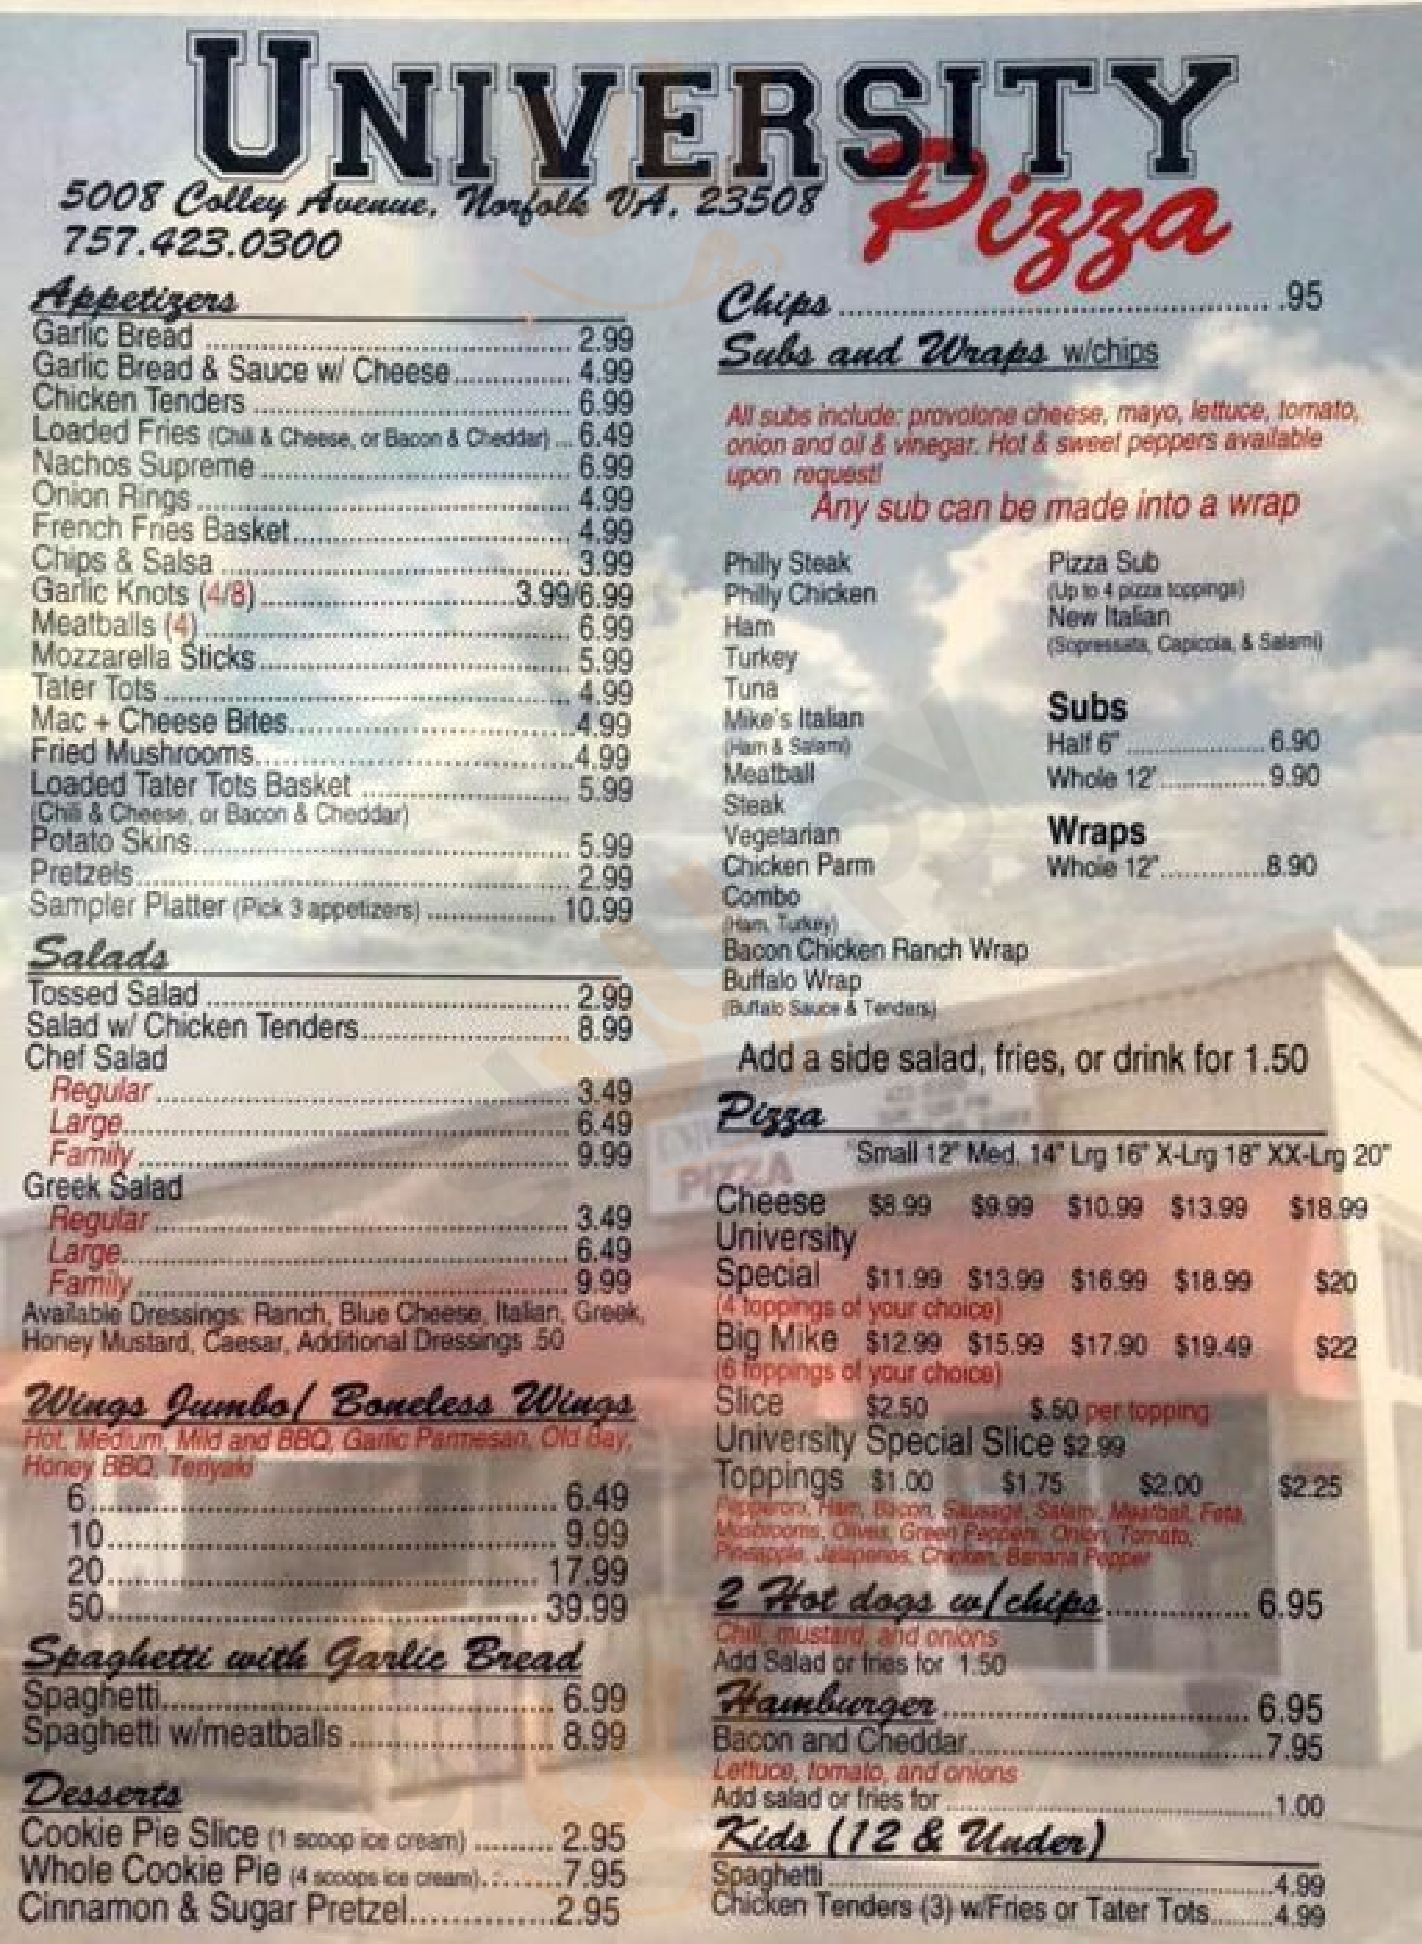 UNIVERSITY
Pizza
5008 Colley Avenue, Norfolk VA, 23508
757.423.0300
Appetizers
Garlic Bread ........ 2.99
Garlic Bread & Sauce w/ Cheese ........ 4.99
Chicken Tenders ........ 6.99
Loaded Fries (Chili & Cheese, or Bacon & Cheddar) ... 6.49
Nachos Supreme ........ 6.99
Onion Rings ........ 4.99
French Fries Basket ........ 4.99
Chips & Salsa ........ 3.99
Garlic Knots (4/8) ........ 3.99/6.99
Meatballs (4) ........ 6.99
Mozzarella Sticks ........ 5.99
Tater Tots ........ 4.99
Mac + Cheese Bites ........ 4.99
Fried Mushrooms ........ 4.99
Loaded Tater Tots Basket ........ 5.99
(Chili & Cheese, or Bacon & Cheddar)
Potato Skins ........ 5.99
Pretzels ........ 2.99
Sampler Platter (Pick 3 appetizers) ........ 10.99
Salads
Tossed Salad ........ 2.99
Salad w/ Chicken Tenders ........ 8.99
Chef Salad
Regular ........ 3.49
Large ........ 6.49
Family ........ 9.99
Greek Salad
Regular ........ 3.49
Large ........ 6.49
Family ........ 9.99
Available Dressings: Ranch, Blue Cheese, Italian, Greek,
Honey Mustard, Caesar, Additional Dressings .50
Wings Jumbo/ Boneless Wings
Hot, Medium, Mild and BBQ, Garlic Parmesan, Old Bay,
Honey BBQ, Teriyaki
6 ........ 6.49
10 ........ 9.99
20 ........ 17.99
50 ........ 39.99
Spaghetti with Garlic Bread
Spaghetti ........ 6.99
Spaghetti w/meatballs ........ 8.99
Desserts
Cookie Pie Slice (1 scoop ice cream) ........ 2.95
Whole Cookie Pie (4 scoops ice cream) ........ 7.95
Cinnamon & Sugar Pretzel ........ 2.95
Chips ........ .95
Subs and Wraps w/chips
All subs include: provolone cheese, mayo, lettuce, tomato,
onion and oil & vinegar. Hot & sweet peppers available
upon request!
Any sub can be made into a wrap
Philly Steak
Philly Chicken
Ham
Turkey
Tuna
Mike's Italian
(Ham & Salami)
Meatball
Steak
Vegetarian
Chicken Parm
Combo
(Ham, Turkey)
Bacon Chicken Ranch Wrap
Buffalo Wrap
(Buffalo Sauce & Tenders)
Pizza Sub
(Up to 4 pizza toppings)
New Italian
(Sopressata, Capicola, & Salami)
Subs
Half 6" ........ 6.90
Whole 12" ........ 9.90
Wraps
Whole 12" ........ 8.90
Add a side salad, fries, or drink for 1.50
Pizza
Small 12" Med. 14" Lrg 16" X-Lrg 18" XX-Lrg 20"
Cheese $8.99 $9.99 $10.99 $13.99 $18.99
University
Special $11.99 $13.99 $16.99 $18.99 $20
(4 toppings of your choice)
Big Mike $12.99 $15.99 $17.90 $19.49 $22
(6 toppings of your choice)
Slice $2.50 $.50 per topping
University Special Slice $2.99
Toppings $1.00 $1.75 $2.00 $2.25
Pepperoni, Ham, Bacon, Sausage, Salami, Meatball, Feta,
Mushrooms, Olives, Green Peppers, Onion, Tomato,
Pineapple, Jalapenos, Chicken, Banana Pepper
2 Hot dogs w/chips ........ 6.95
Chili, mustard, and onions
Add Salad or fries for 1.50
Hamburger ........ 6.95
Bacon and Cheddar ........ 7.95
Lettuce, tomato, and onions
Add salad or fries for ........ 1.00
Kids (12 & Under)
Spaghetti ........ 4.99
Chicken Tenders (3) w/Fries or Tater Tots ........ 4.99
PIZZA